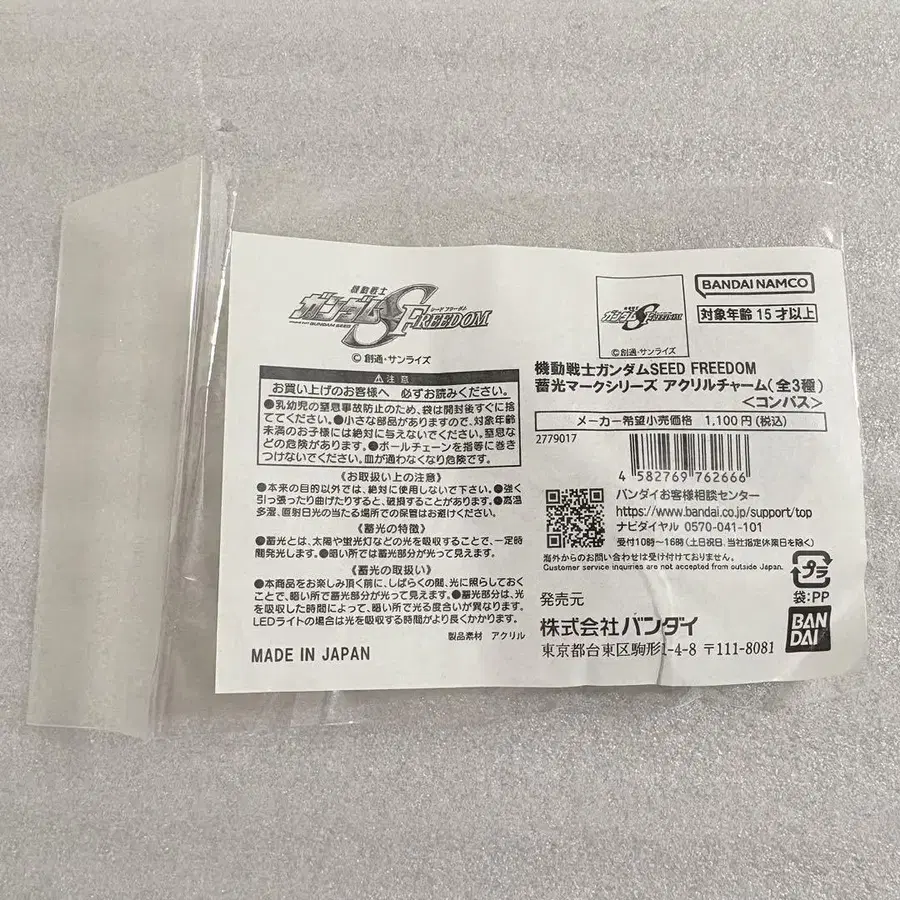 機動戦士
ガンダムSEED FREEDOM
シード フリーダム
© 創通・サンライズ
⚠注意
お買い上げのお客様へ 必ずお読みください。
●乳幼児の窒息事故防止のため、袋は開封後すぐに捨
ててください。●小さな部品がありますので、対象年齢
未満のお子様には絶対に与えないでください。窒息な
どの危険があります。●ボールチェーンを指等に巻き
つけないでください。血が通わなくなり危険です。
《お取扱い上の注意》
●本来の目的以外では、絶対に使用しないで下さい。●強く
引っ張ったり曲げたりすると、破損することがあります。●高温
多湿、直射日光の当たる場所での保管はお避けください。
《蓄光の特徴》
●蓄光とは、太陽や蛍光灯などの光を吸収することで、一定時
間発光します。●暗い所では蓄光部分が光って見えます。
《蓄光の取扱い》
●本商品をお楽しみ頂く前に、しばらくの間、光に照らしておく
ことで、暗い所で蓄光部分が光って見えます。●蓄光部分は、光
を吸収した時間によって、暗い所で光る度合いが異なります。
LEDライトの場合は光を吸収する時間がより長くかかります。
製品素材 アクリル
MADE IN JAPAN
© 創通・サンライズ
BANDAI NAMCO
対象年齢 15才以上
機動戦士ガンダムSEED FREEDOM
蓄光マークシリーズ アクリルチャーム(全3種)
<コンパス>
メーカー希望小売価格 1,100円(税込)
2779017
4 582769 762666
バンダイお客様相談センター
https://www.bandai.co.jp/support/top
ナビダイヤル 0570-041-101
受付10時〜16時(土日祝日、当社指定休業日を除く)
海外からのお問い合わせは受け付けておりません。
Customer service inquiries are not accepted from outside Japan.
プラ
袋:PP
発売元
株式会社バンダイ
東京都台東区駒形1-4-8 〒111-8081
BAN
DAI